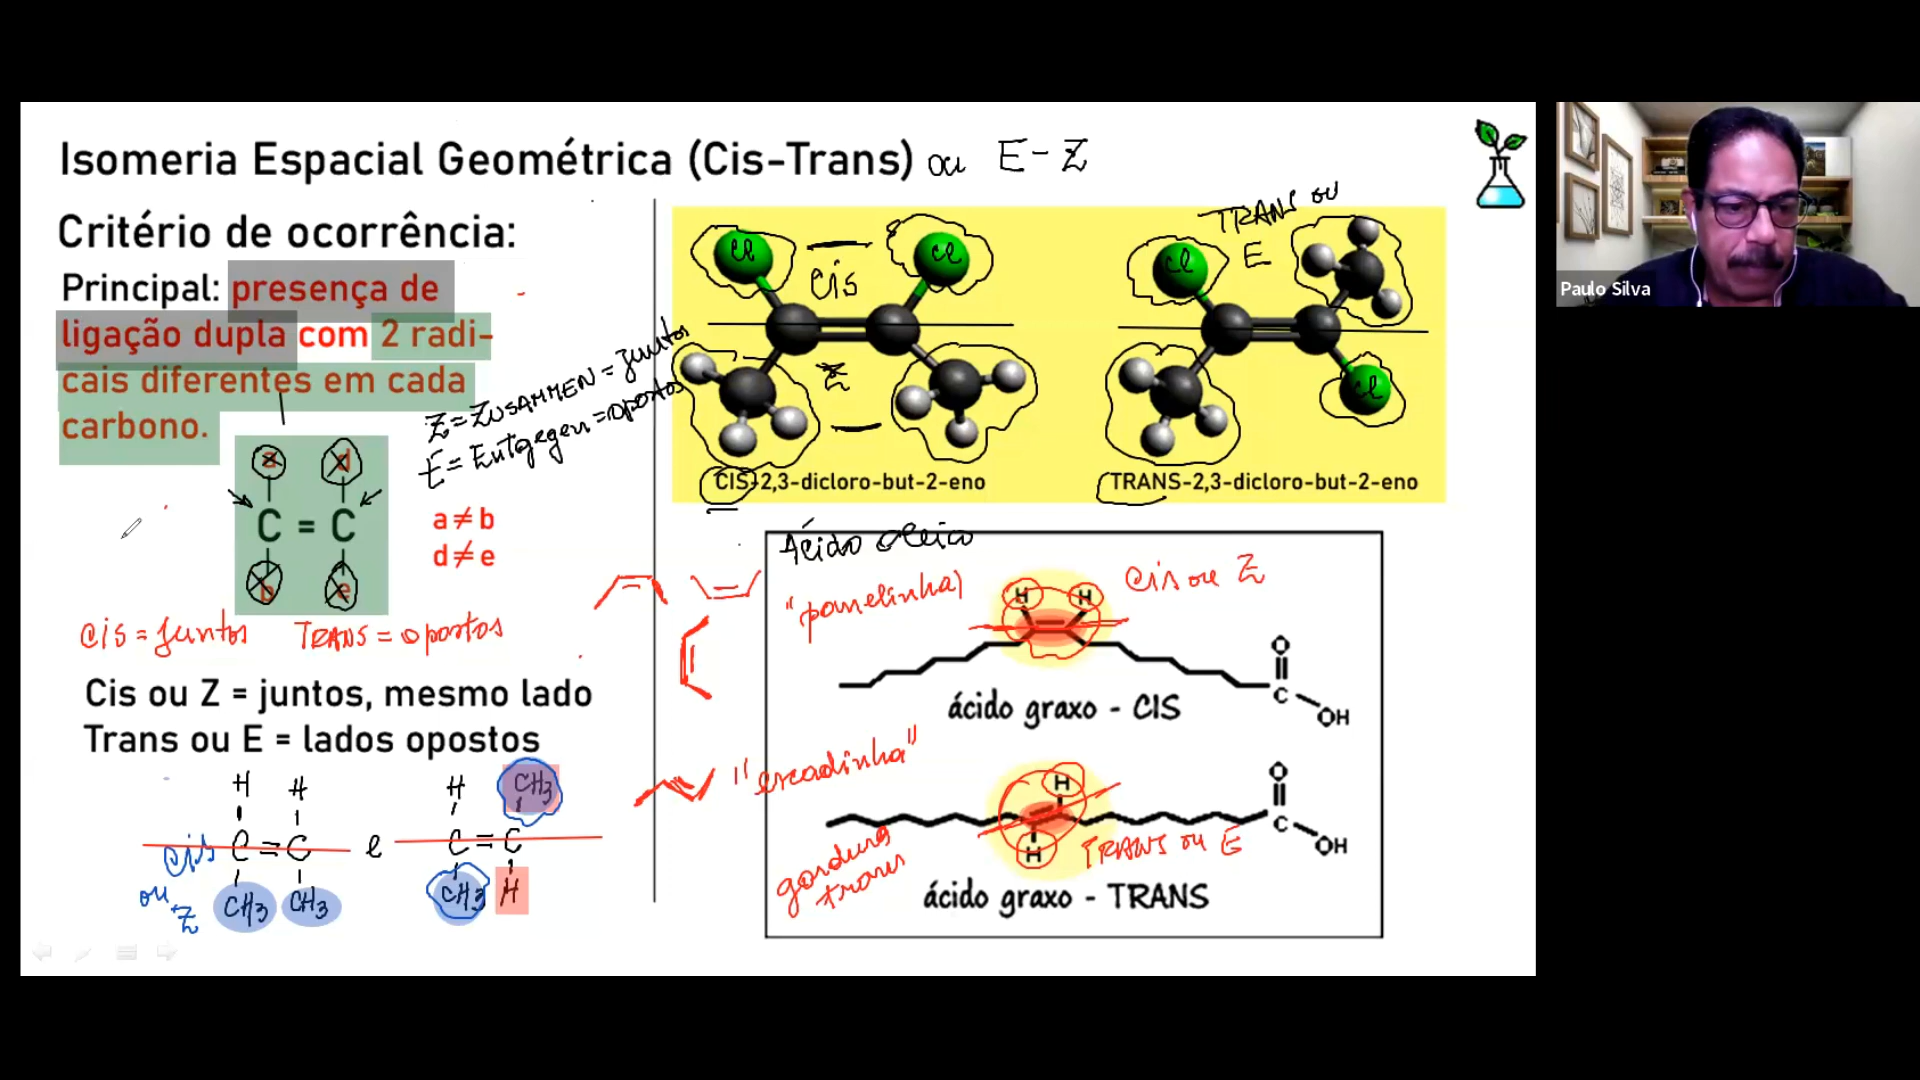 Isomeria Espacial Geométrica (Cis-Trans) ou E-Z
Critério de ocorrência:
Principal: presença de
ligação dupla com 2 radi-
cais diferentes em cada
carbono.
a d
C = C
b e
a ≠ b
d ≠ e
Z = ZUSAMMEN = juntos
E = Entgegen = opostos
CIS = juntos TRANS = opostos
Cis ou Z = juntos, mesmo lado
Trans ou E = lados opostos
H H
C = C
CH3 CH3
cis
ou Z
e
H CH3
C = C
CH3 H
Cl Cl
Cis
Z
CIS-2,3-dicloro-but-2-eno
TRANS ou
E
Cl
Cl
TRANS-2,3-dicloro-but-2-eno
Ácido oleico
"panelinha)
Cis ou Z
H H
O
C
OH
ácido graxo - CIS
"escadinha"
H
H
O
C
OH
TRANS ou E
gordura
trans
ácido graxo - TRANS
Paulo Silva